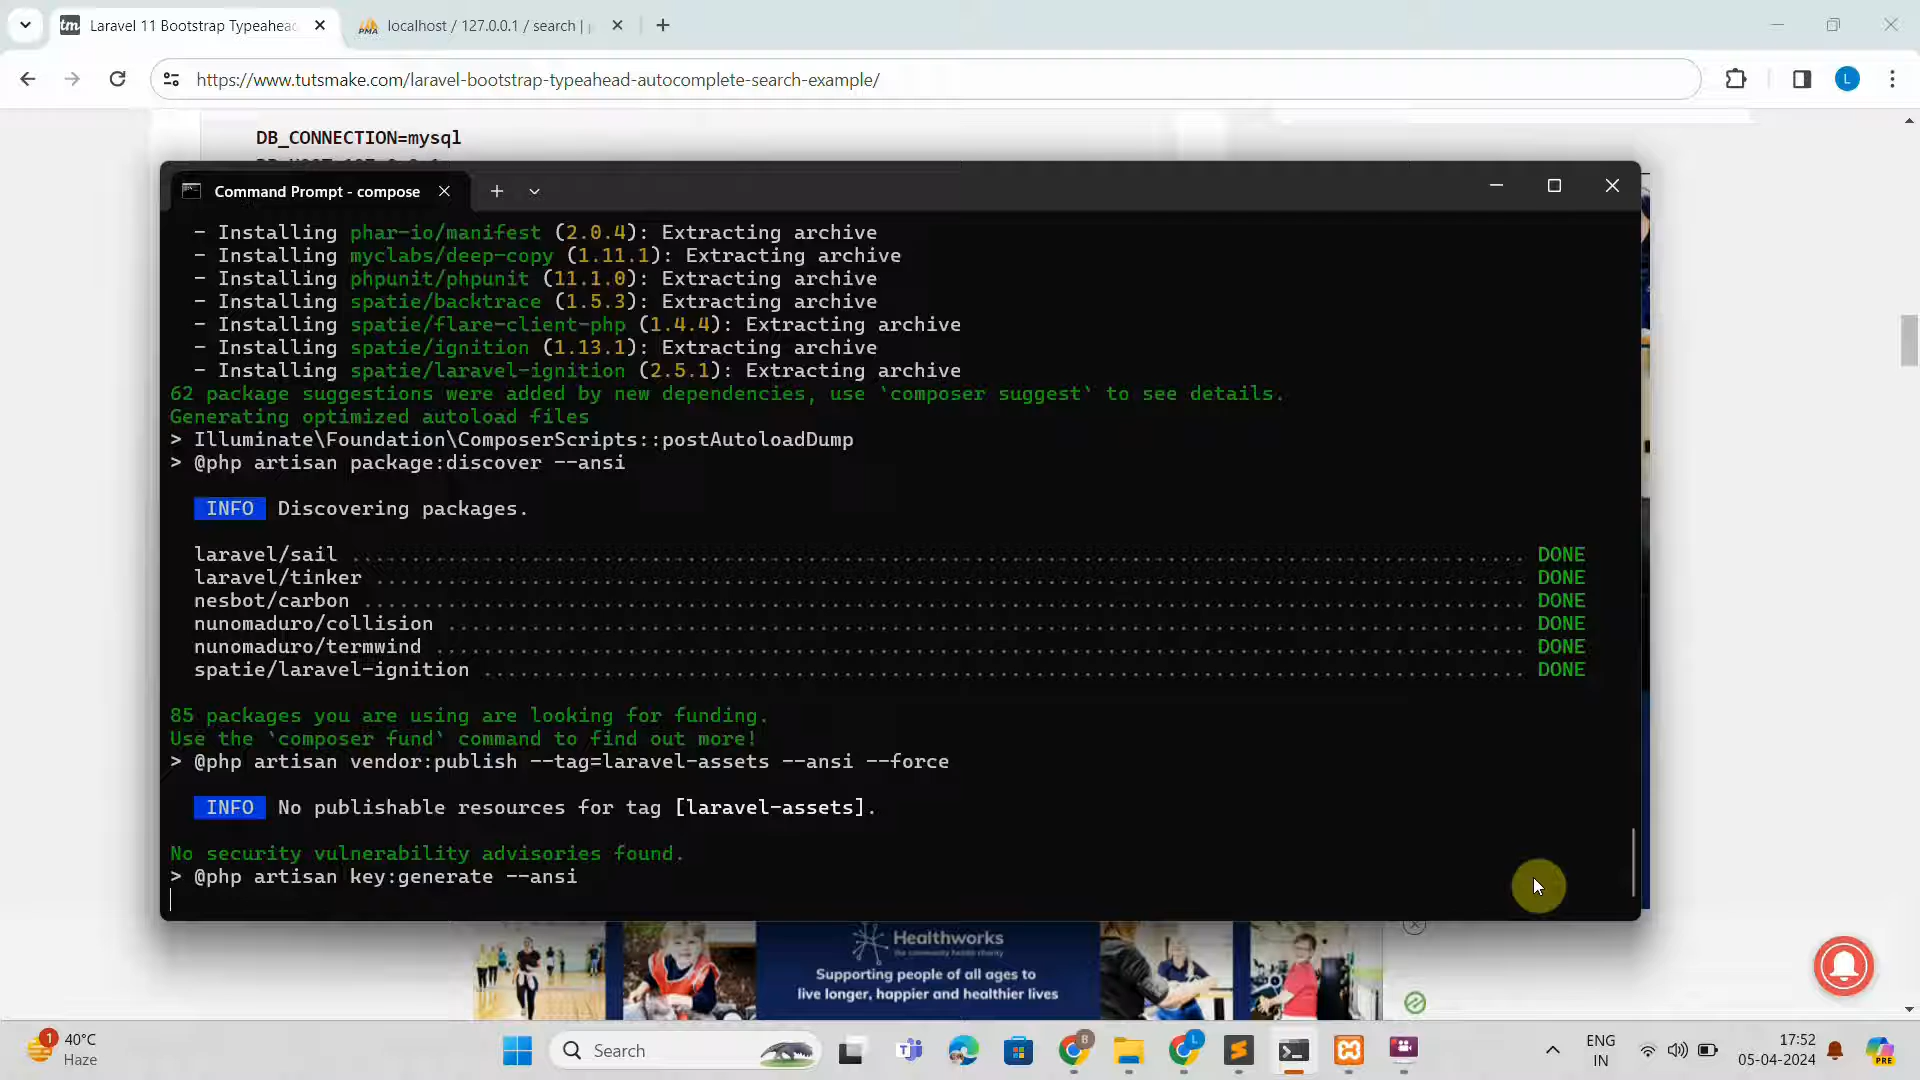 Laravel 11 Bootstrap Typeahead
localhost / 127.0.0.1 / search |
https://www.tutsmake.com/laravel-bootstrap-typeahead-autocomplete-search-example/
L
DB_CONNECTION=mysql
Command Prompt - compose
- Installing phar-io/manifest (2.0.4): Extracting archive
- Installing myclabs/deep-copy (1.11.1): Extracting archive
- Installing phpunit/phpunit (11.1.0): Extracting archive
- Installing spatie/backtrace (1.5.3): Extracting archive
- Installing spatie/flare-client-php (1.4.4): Extracting archive
- Installing spatie/ignition (1.13.1): Extracting archive
- Installing spatie/laravel-ignition (2.5.1): Extracting archive
62 package suggestions were added by new dependencies, use `composer suggest` to see details.
Generating optimized autoload files
> Illuminate\Foundation\ComposerScripts::postAutoloadDump
> @php artisan package:discover --ansi
INFO Discovering packages.
laravel/sail ........ DONE
laravel/tinker ........ DONE
nesbot/carbon ........ DONE
nunomaduro/collision ........ DONE
nunomaduro/termwind ........ DONE
spatie/laravel-ignition ........ DONE
85 packages you are using are looking for funding.
Use the `composer fund` command to find out more!
> @php artisan vendor:publish --tag=laravel-assets --ansi --force
INFO No publishable resources for tag [laravel-assets].
No security vulnerability advisories found.
> @php artisan key:generate --ansi
Healthworks
the community health charity
Supporting people of all ages to
live longer, happier and healthier lives
1
40°C
Haze
Search
B
L
ENG
IN
17:52
05-04-2024
PRE